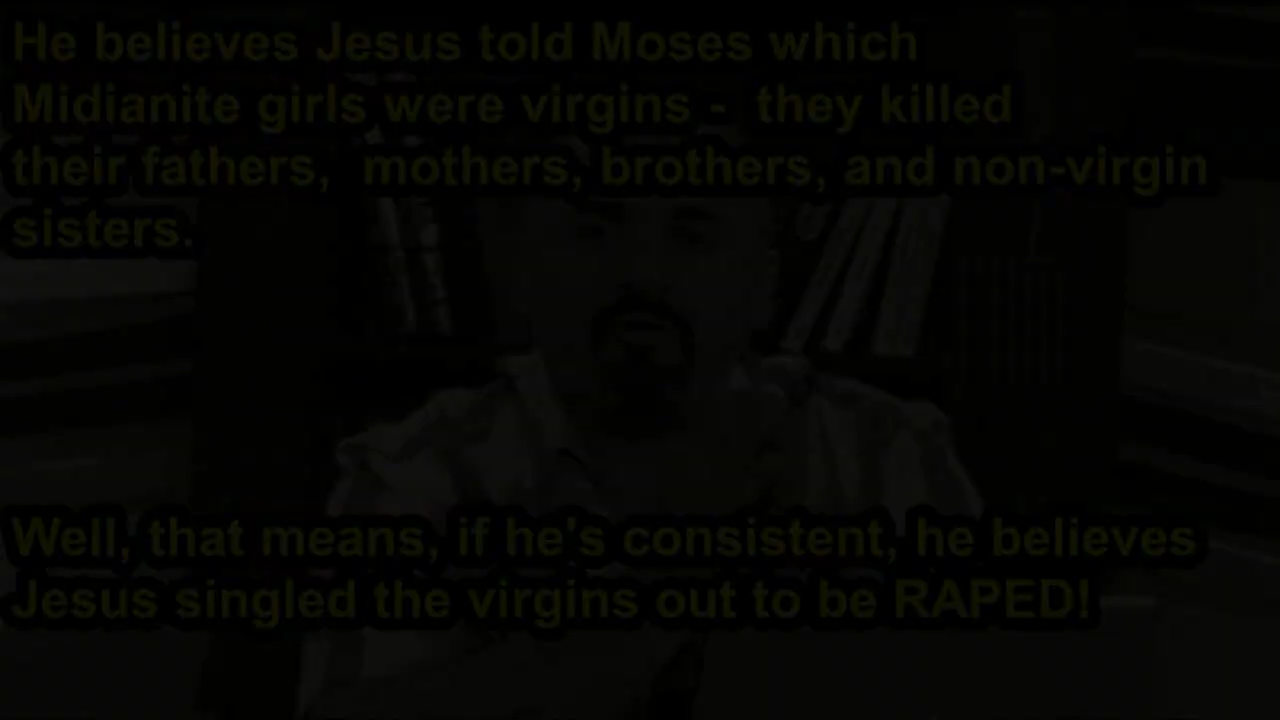 He believes Jesus told Moses which
Midianite girls were virgins - they killed
their fathers, mothers, brothers, and non-virgin
sisters.
Well, that means, if he's consistent, he believes
Jesus singled the virgins out to be RAPED!